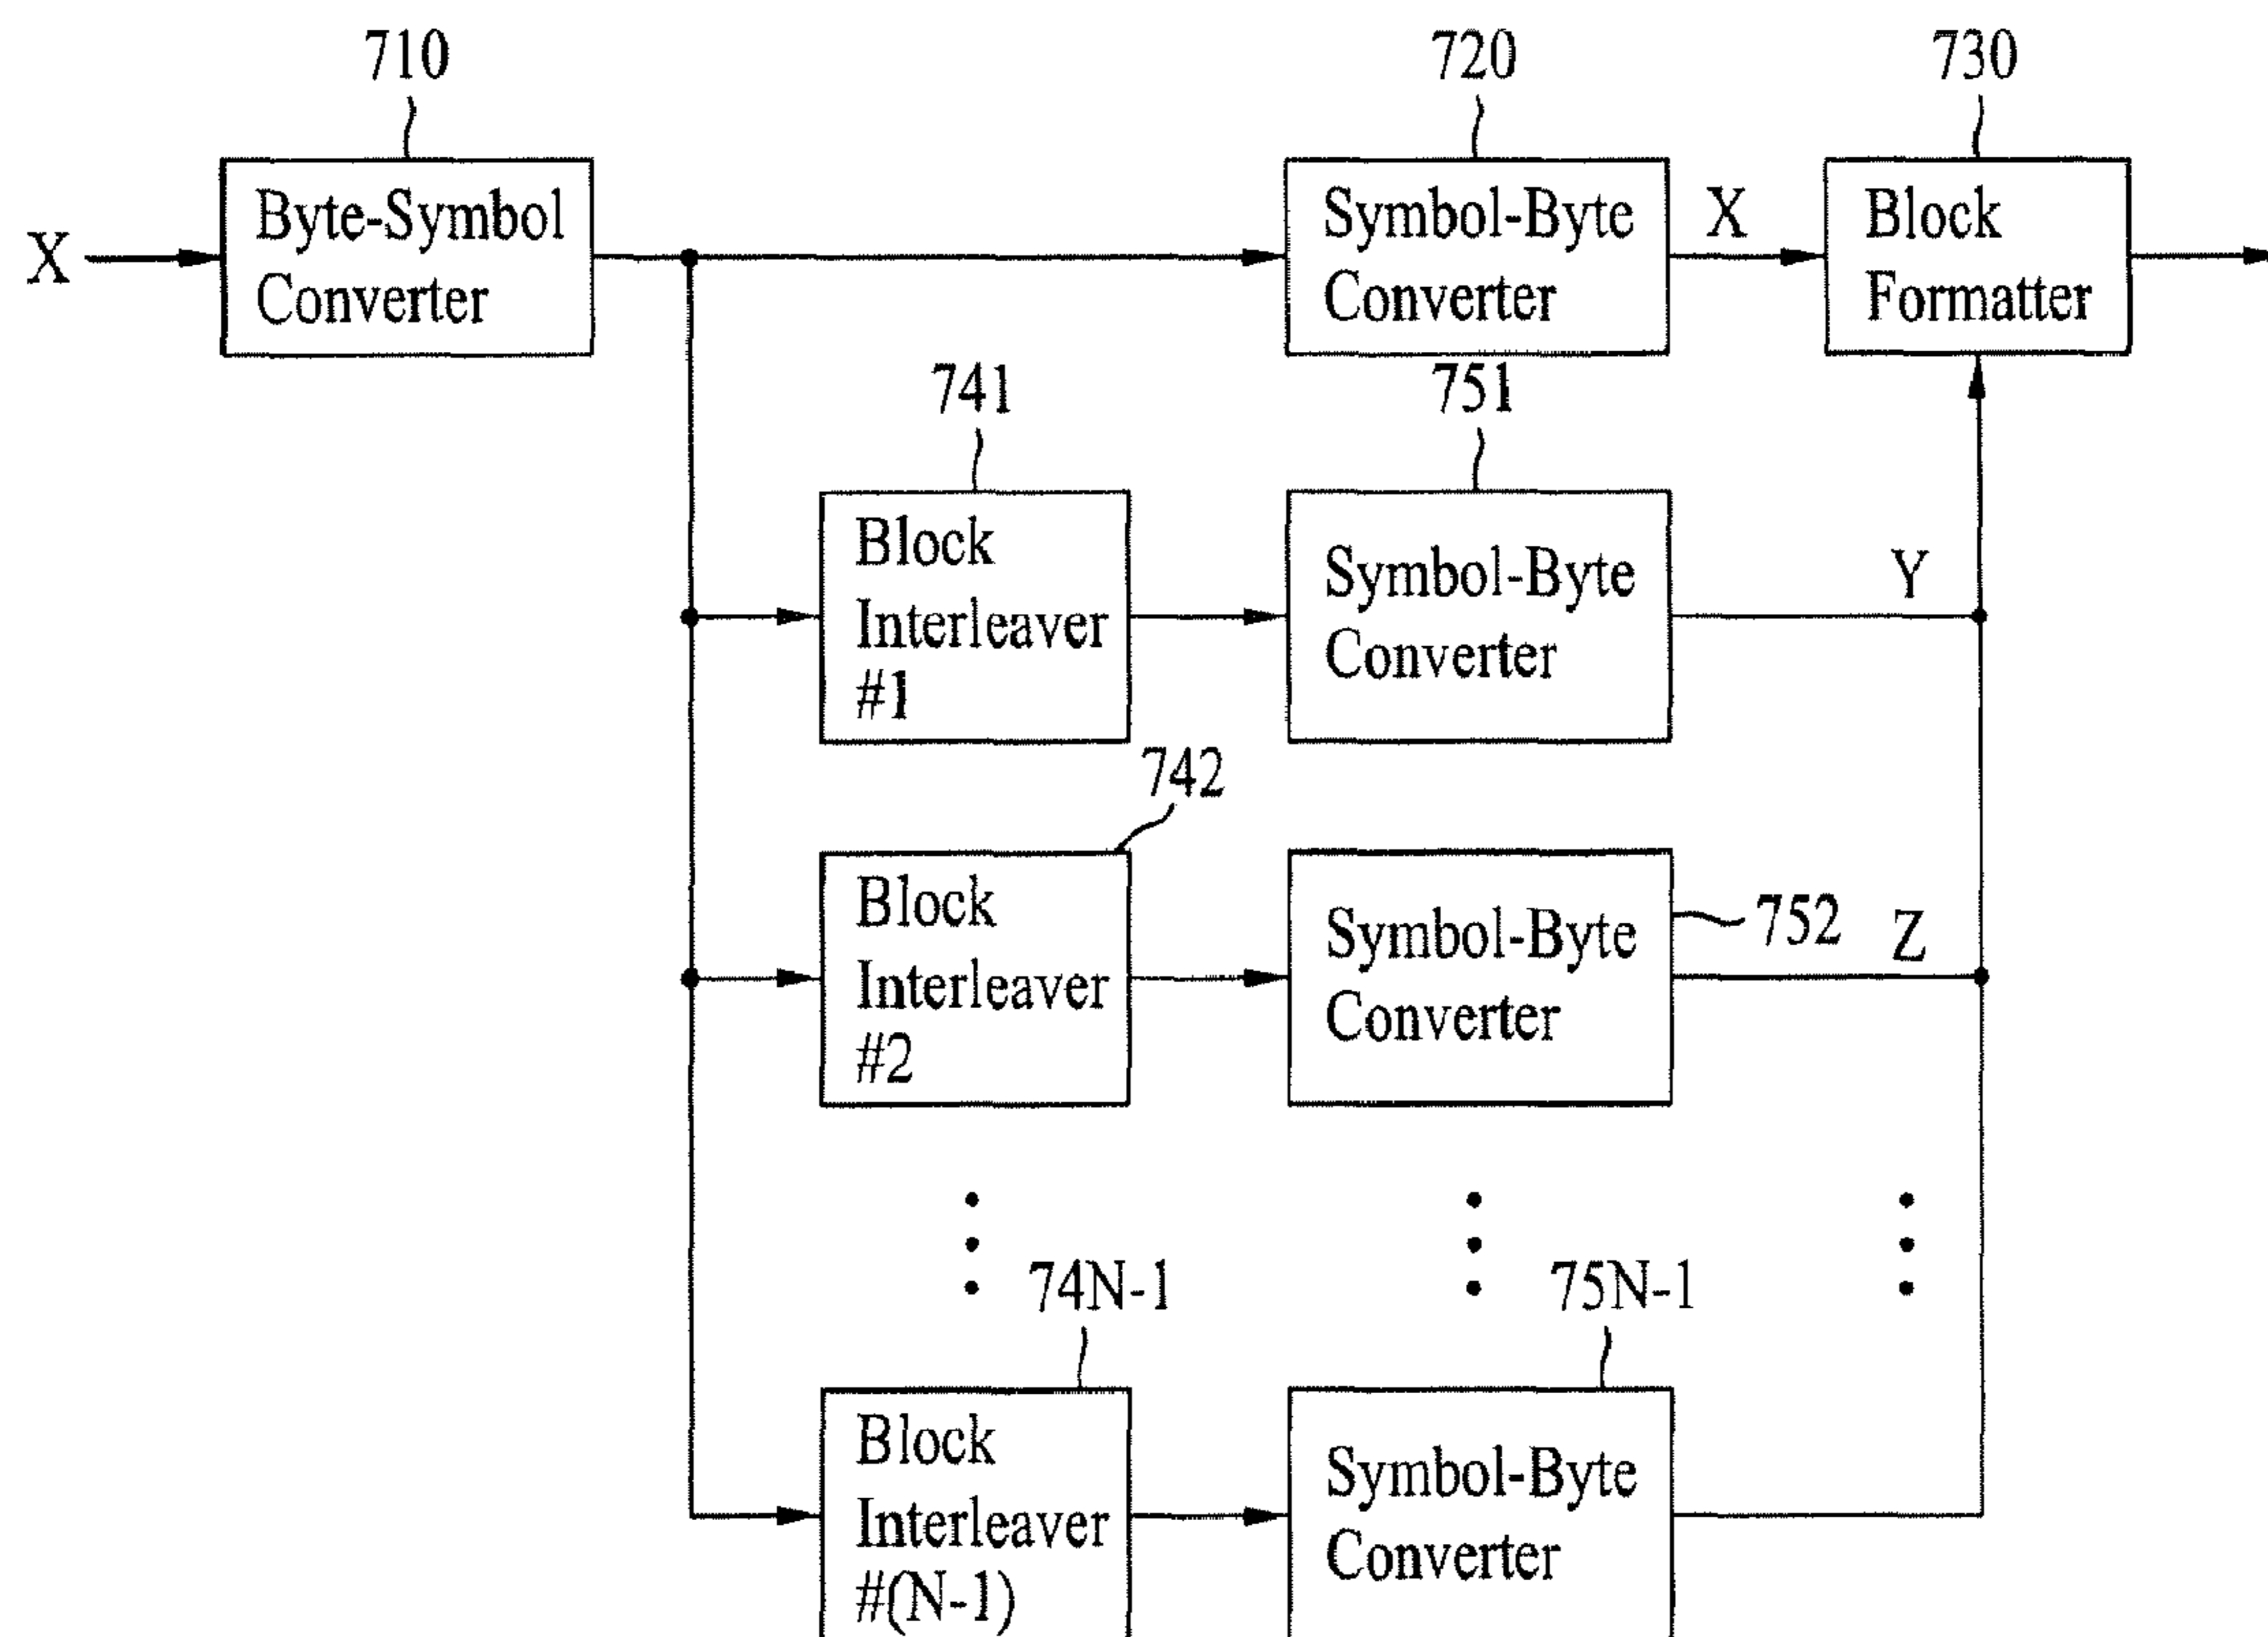 710
720
730
X
Byte-Symbol
Converter
Symbol-Byte
Converter
X
Block
Formatter
741
751
Block
Interleaver
#1
Symbol-Byte
Converter
Y
742
Block
Interleaver
#2
Symbol-Byte
Converter
752
Z
74N-1
75N-1
Block
Interleaver
#(N-1)
Symbol-Byte
Converter